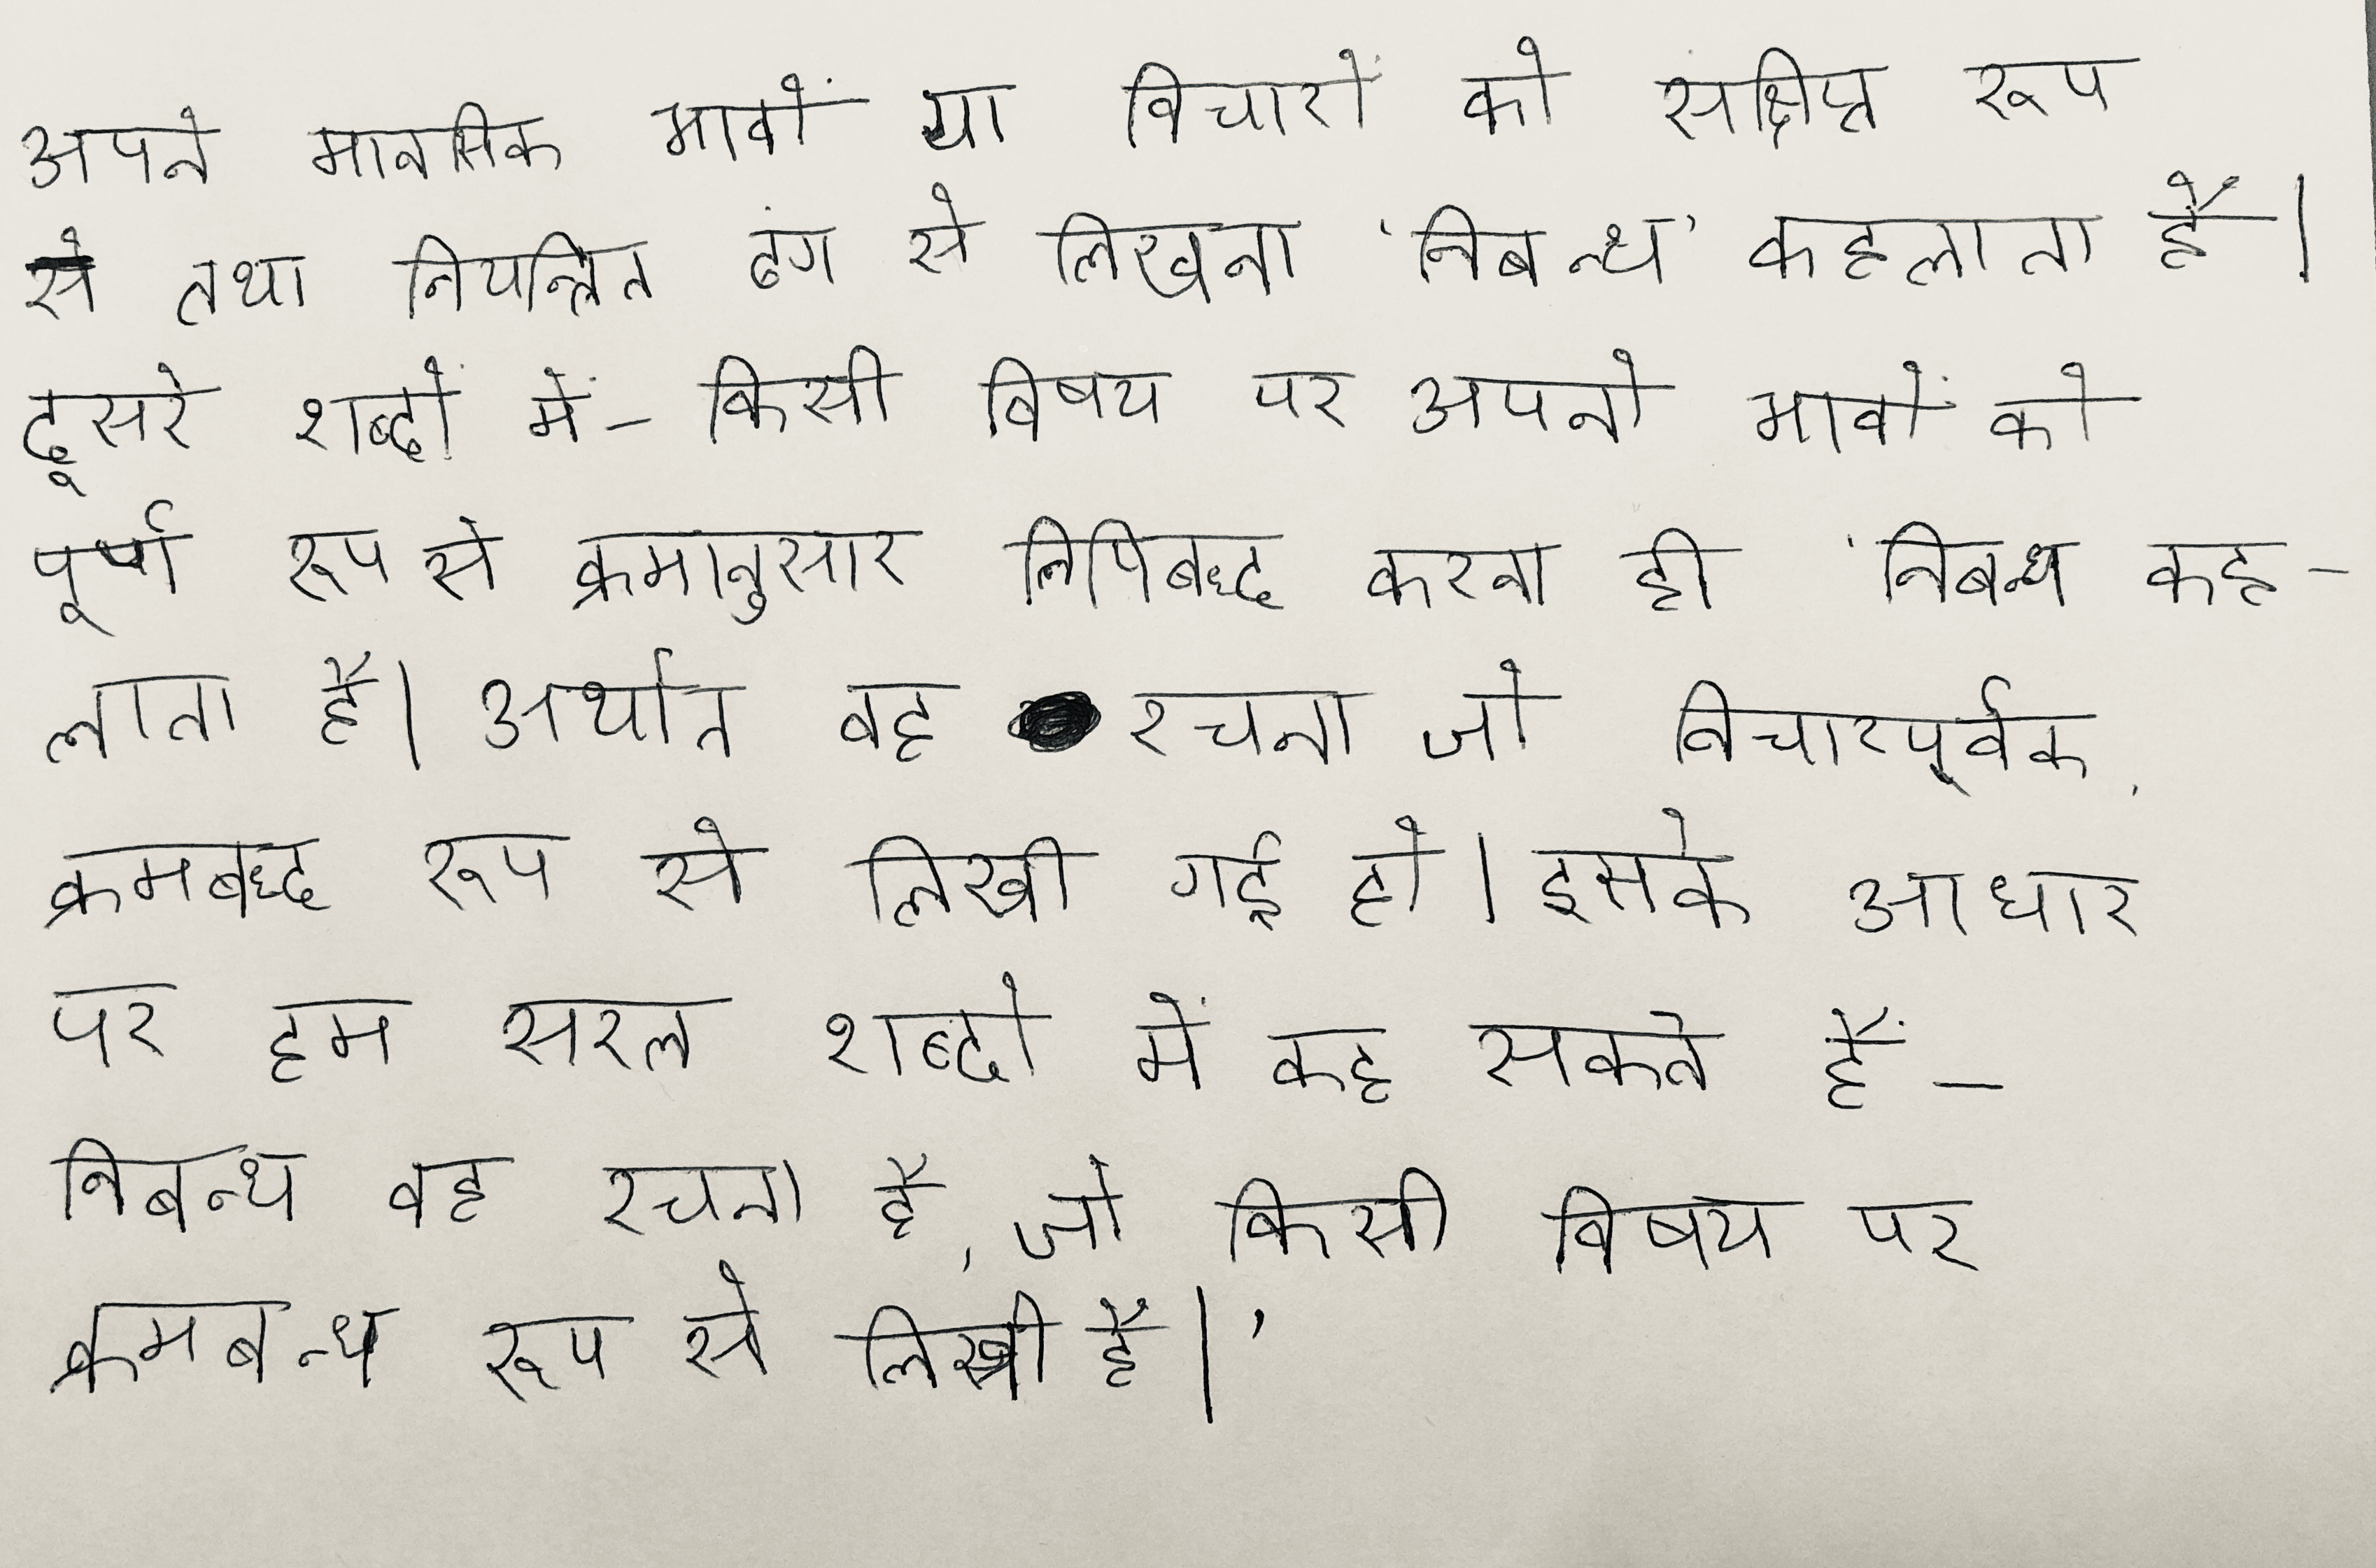 अपने मानसिक भावों या विचारों को संक्षिप्त रूप
से तथा नियन्त्रित ढंग से लिखना 'निबन्ध' कहलाता है।
दूसरे शब्दों में- किसी विषय पर अपनो भावों को
पूर्ण रूप से क्रमानुसार लिपिबद्ध करना ही 'निबन्ध कह-
लाता है। अर्थात वह रचना जो विचारपूर्वक,
क्रमबद्ध रूप से लिखी गई हो। इसके आधार
पर हम सरल शब्दो में कह सकते हैं-
निबन्ध वह रचना है, जो किसी विषय पर
क्रमबन्ध रूप से लिखी है।'